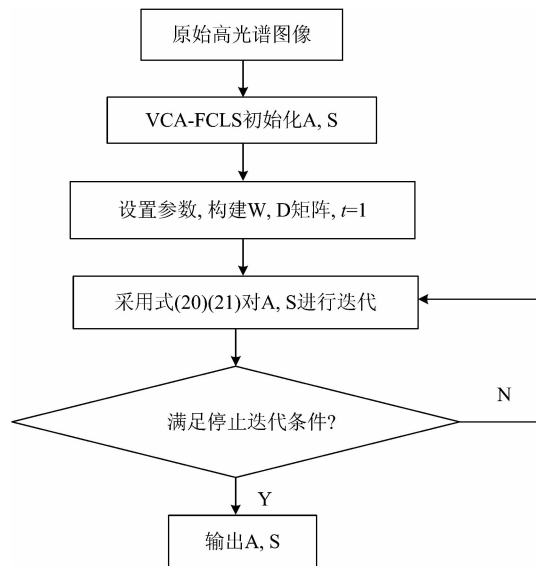 原始高光谱图像
VCA-FCLS初始化A, S
设置参数, 构建W, D矩阵, t=1
采用式(20)(21)对A, S进行迭代
满足停止迭代条件?
N
Y
输出A, S